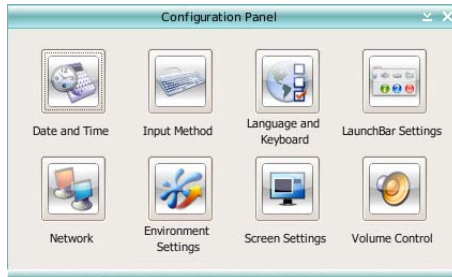 Configuration Panel
Date and Time
Input Method
Language and
Keyboard
LaunchBar Settings
Network
Environment
Settings
Screen Settings
Volume Control